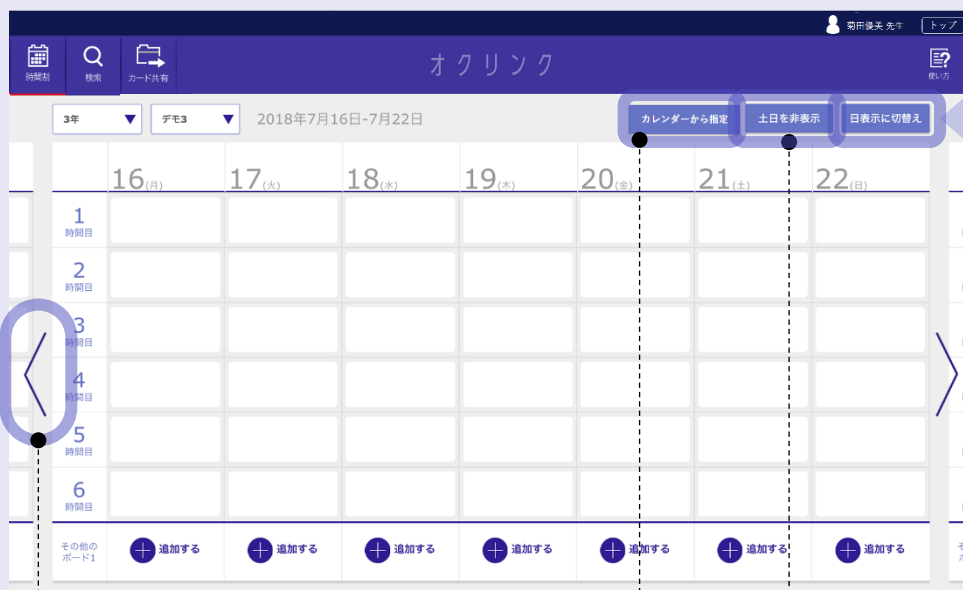 菊田優美 先生 トップ
時間割 検索 カード共有 オクリンク 使い方
3年 デモ3 2018年7月16日-7月22日 カレンダーから指定 土日を非表示 日表示に切替え
16(月) 17(火) 18(水) 19(木) 20(金) 21(土) 22(日)
1
時間目
2
時間目
3
時間目
4
時間目
5
時間目
6
時間目
その他の
ボード1
追加する 追加する 追加する 追加する 追加する 追加する 追加する